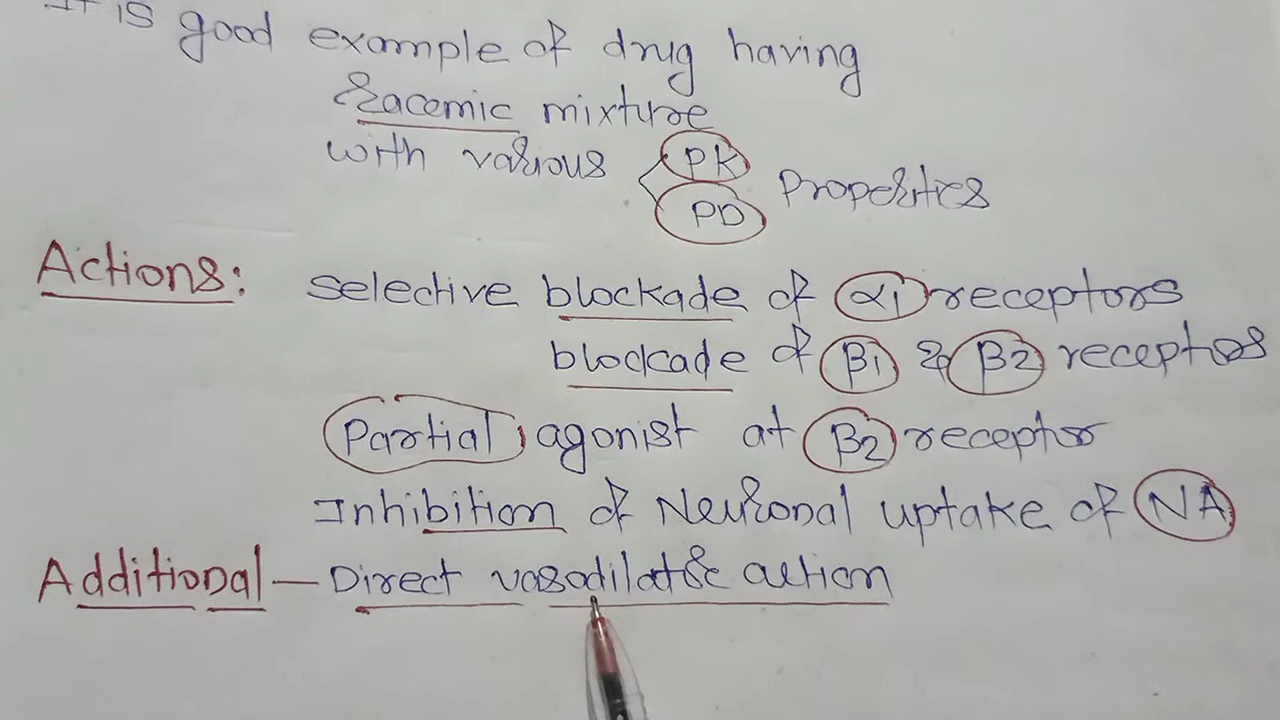 It is good example of drug having
racemic mixture
with various PK
PD Properties
Actions: selective blockade of α1 receptors
blockade of β1 & β2 receptors
Partial agonist at β2 receptor
Inhibition of Neuronal uptake of NA
Additional - Direct vasodilator action